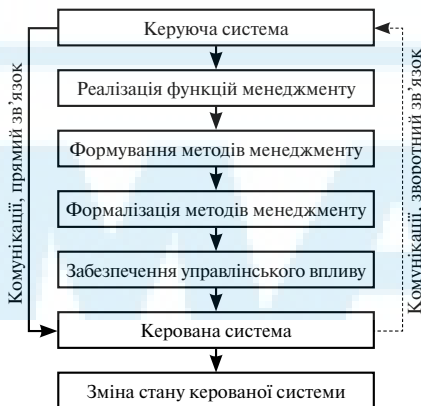 Керуюча система
Реалізація функцій менеджменту
Формування методів менеджменту
Формалізація методів менеджменту
Забезпечення управлінського впливу
Керована система
Зміна стану керованої системи
Комунікації, прямий зв’язок
Комунікації, зворотний зв’язок